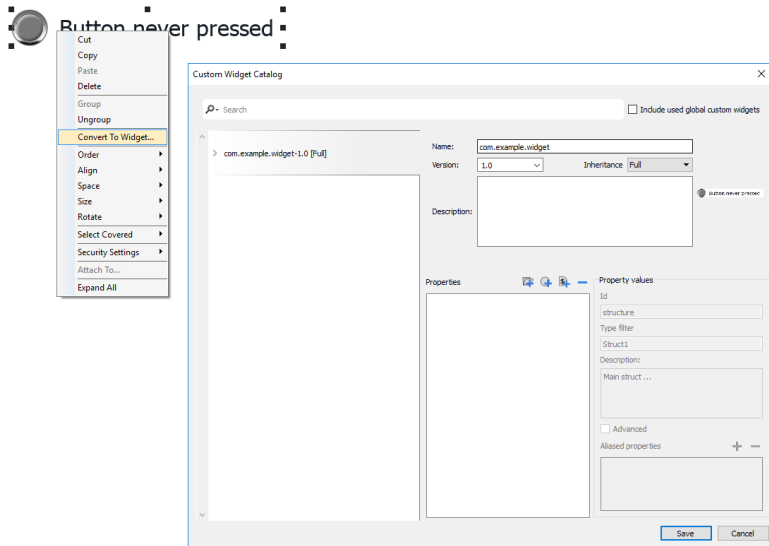 Button never pressed
Cut
Copy
Paste
Delete
Group
Ungroup
Convert To Widget...
Order
Align
Space
Size
Rotate
Select Covered
Security Settings
Attach To...
Expand All
Custom Widget Catalog
Search
Include used global custom widgets
com.example.widget-1.0 [Full]
Name: com.example.widget
Version: 1.0 Inheritance Full
Button never pressed
Description:
Properties
Property values
Id
structure
Type filter
Struct1
Description:
Main struct ...
Advanced
Aliased properties
Save Cancel